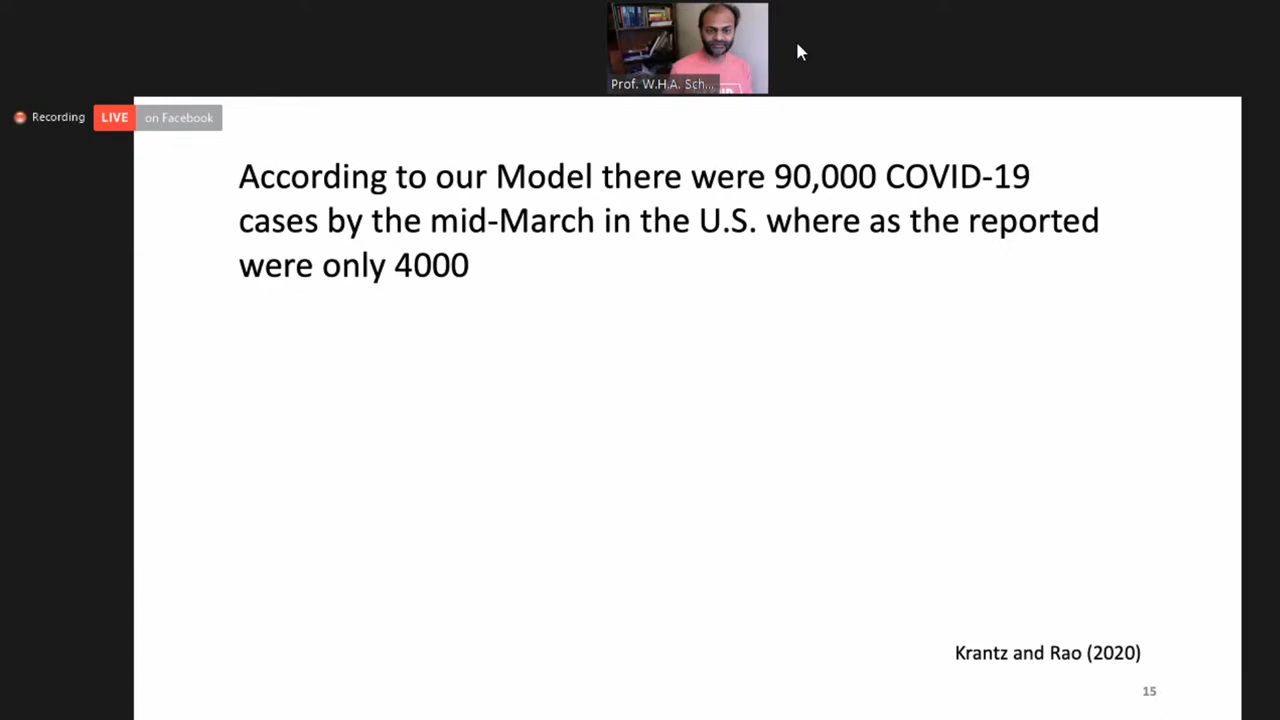 Prof. W.H.A. Sch...
Recording LIVE on Facebook
According to our Model there were 90,000 COVID-19
cases by the mid-March in the U.S. where as the reported
were only 4000
Krantz and Rao (2020)
15